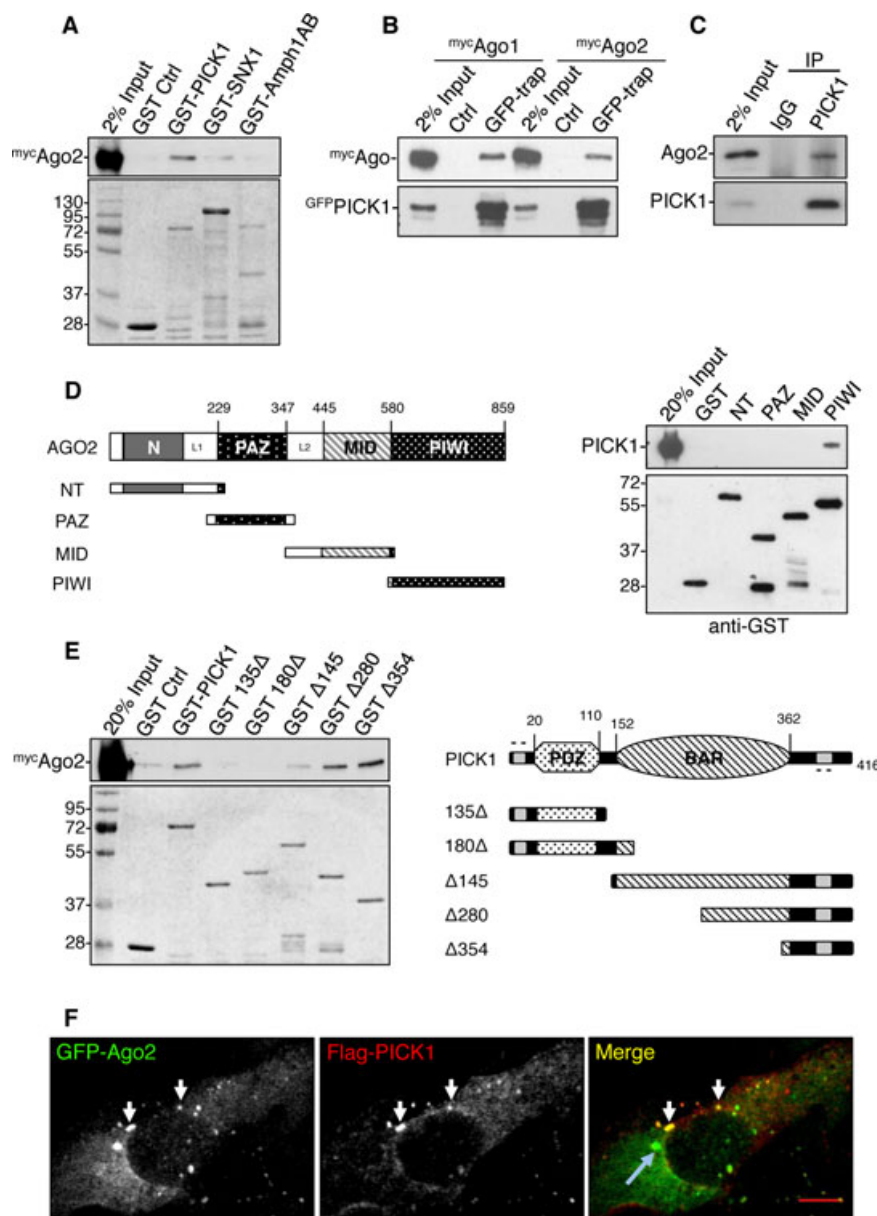 A
2% Input
GST Ctrl
GST-PICK1
GST-SNX1
GST-Amph1AB
mycAgo2
130
95
72
55
37
28
B
mycAgo1 mycAgo2
2% Input
Ctrl
GFP-trap
2% Input
Ctrl
GFP-trap
mycAgo
GFPPICK1
C
IP
2% Input
IgG
PICK1
Ago2
PICK1
D
229 347 445 580 859
AGO2 N L1 PAZ L2 MID PIWI
NT
PAZ
MID
PIWI
20% Input
GST
NT
PAZ
MID
PIWI
PICK1
72
55
37
28
anti-GST
E
20% Input
GST Ctrl
GST-PICK1
GST 135Δ
GST 180Δ
GST Δ145
GST Δ280
GST Δ354
mycAgo2
95
72
55
37
28
20 110 152 362
PICK1 PDZ BAR 416
135Δ
180Δ
Δ145
Δ280
Δ354
F
GFP-Ago2 Flag-PICK1 Merge